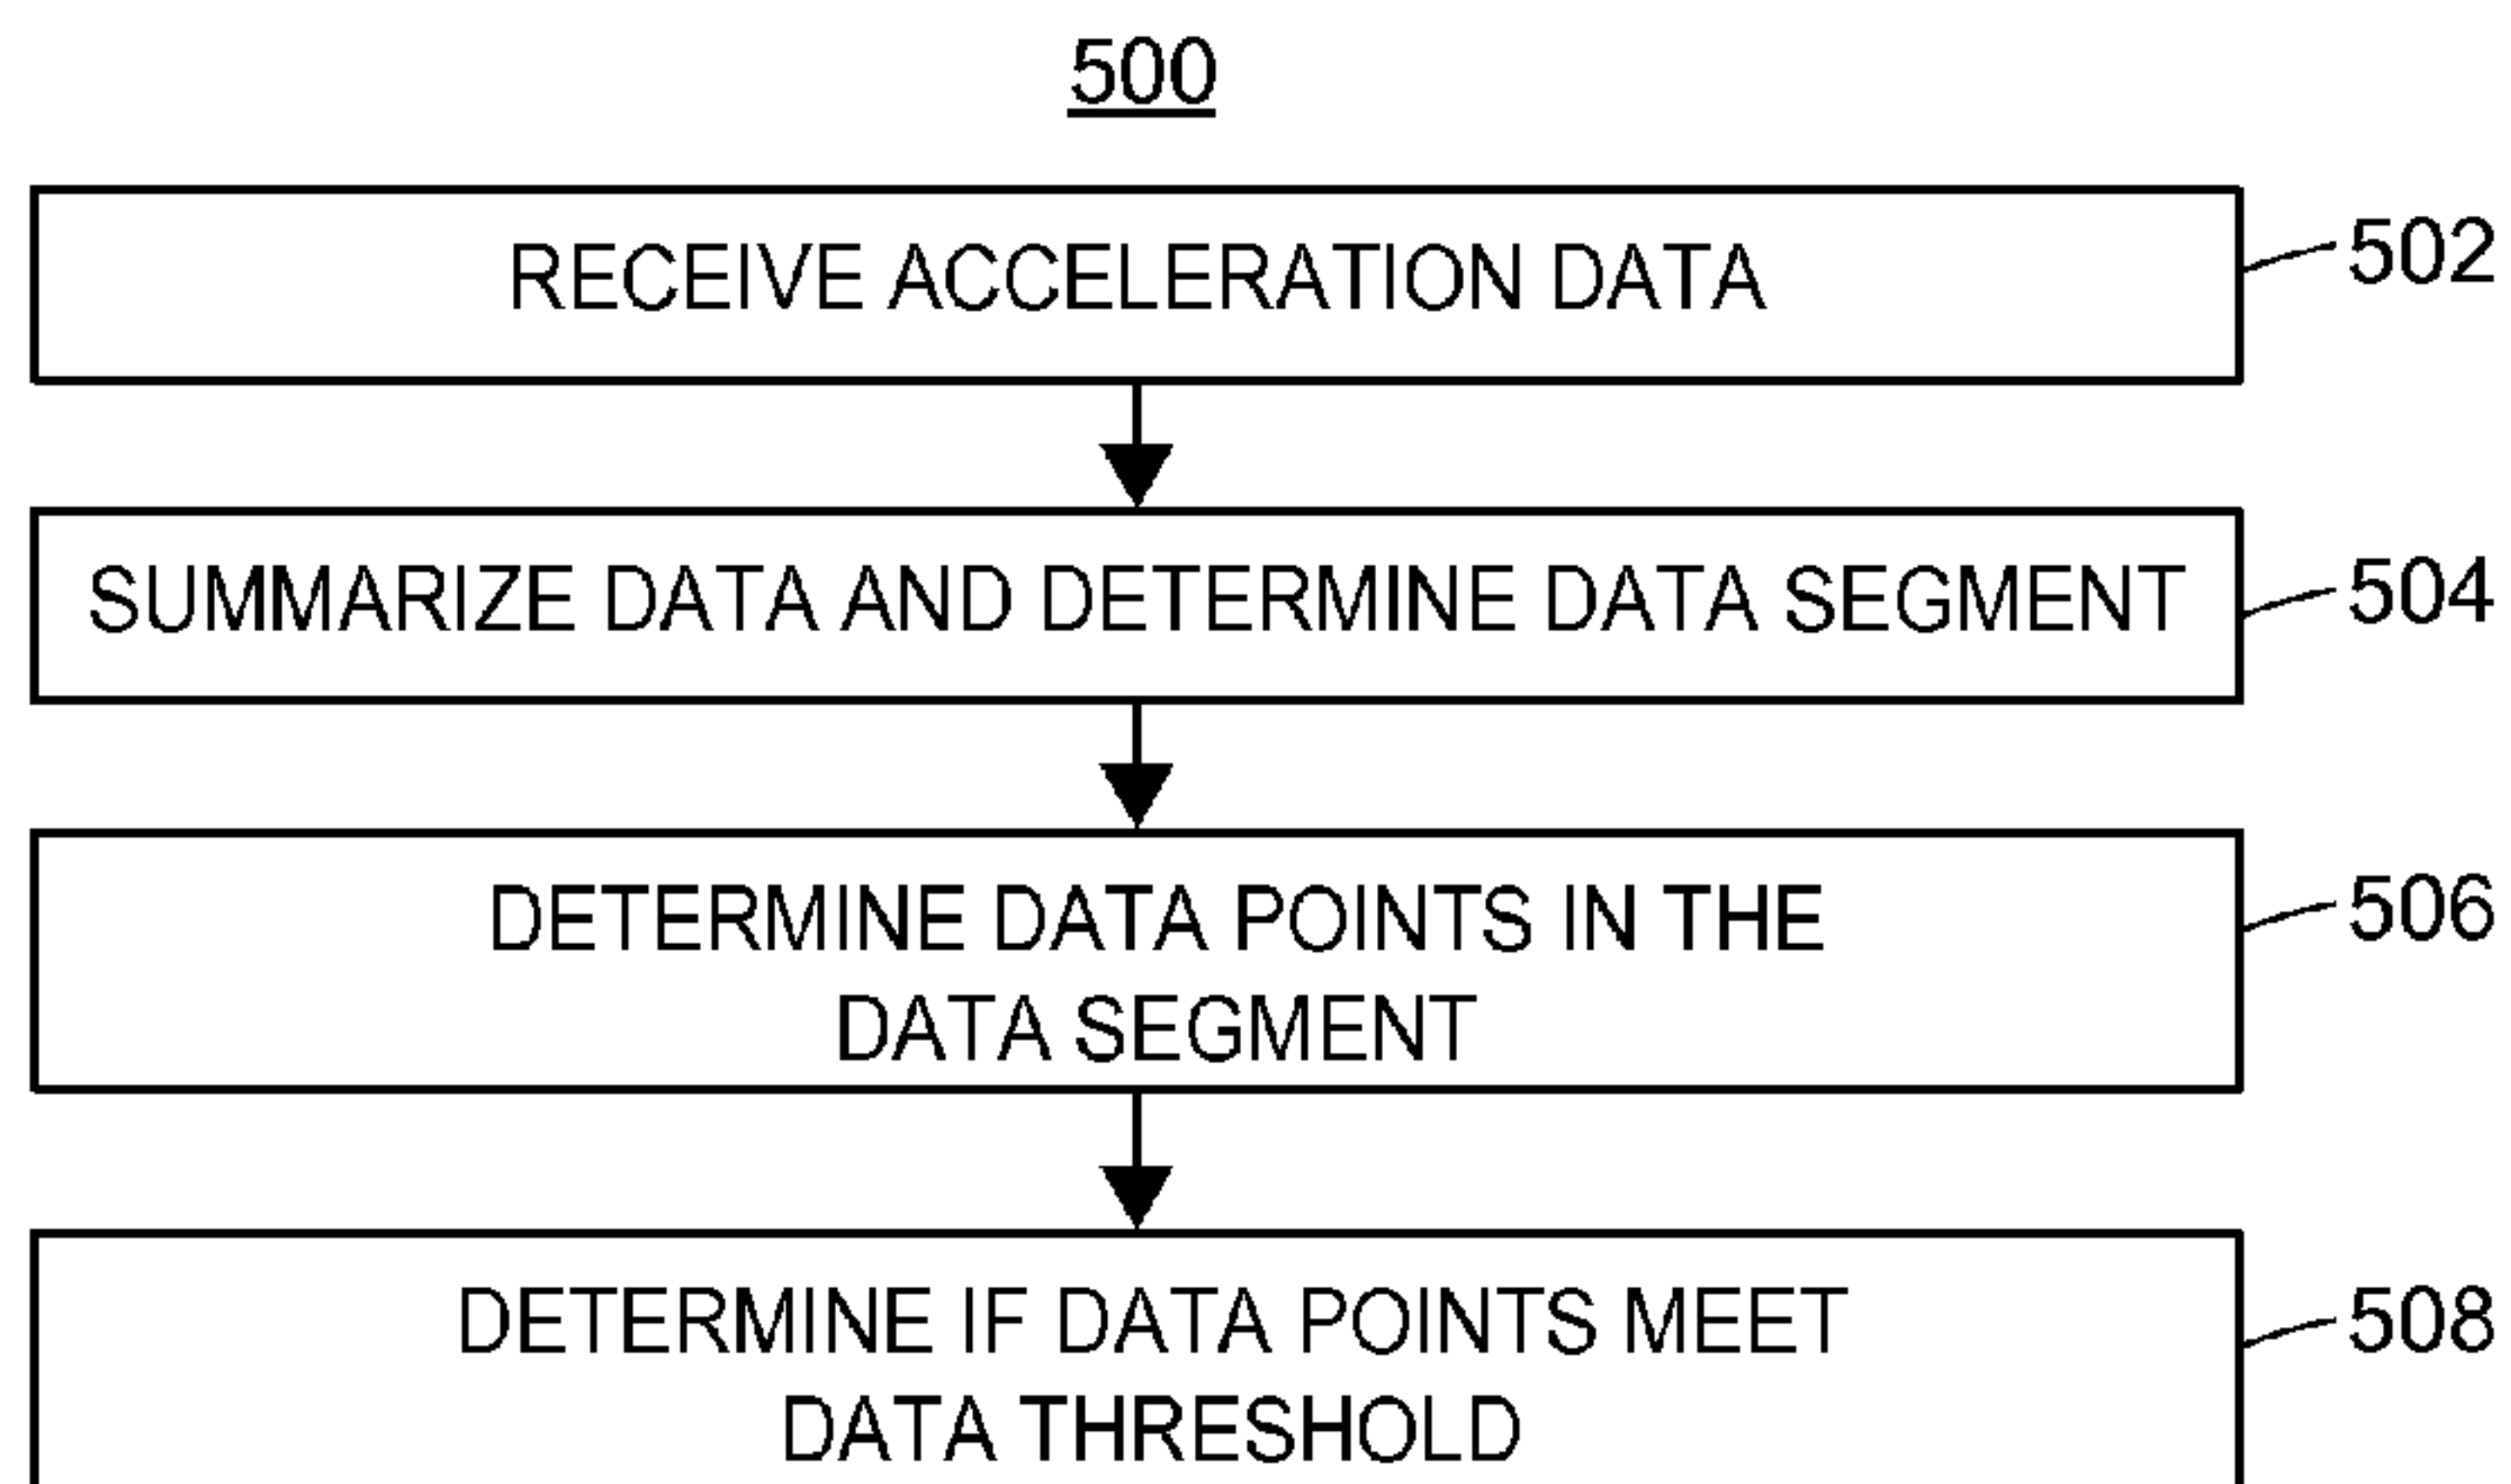 500
RECEIVE ACCELERATION DATA
502
SUMMARIZE DATA AND DETERMINE DATA SEGMENT
504
DETERMINE DATA POINTS IN THE
DATA SEGMENT
506
DETERMINE IF DATA POINTS MEET
DATA THRESHOLD
508